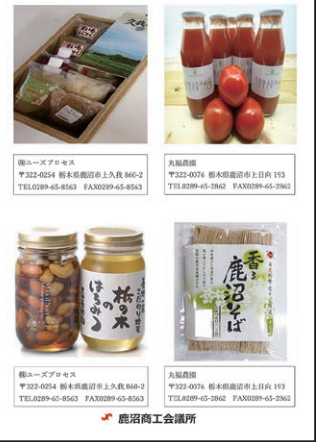 久我
㈲ユーズプロセス
〒322-0254 栃木県鹿沼市上久我 860-2
TEL0289-65-8563 FAX0289-65-8563
丸福農園
〒322-0076 栃木県鹿沼市上日向 193
TEL0289-65-2862 FAX0289-65-2862
栃の木
の
はちみつ
㈲ユーズプロセス
〒322-0254 栃木県鹿沼市上久我 860-2
TEL0289-65-8563 FAX0289-65-8563
香る
鹿沼そば
丸福農園
〒322-0076 栃木県鹿沼市上日向 193
TEL0289-65-2862 FAX0289-65-2862
鹿沼商工会議所